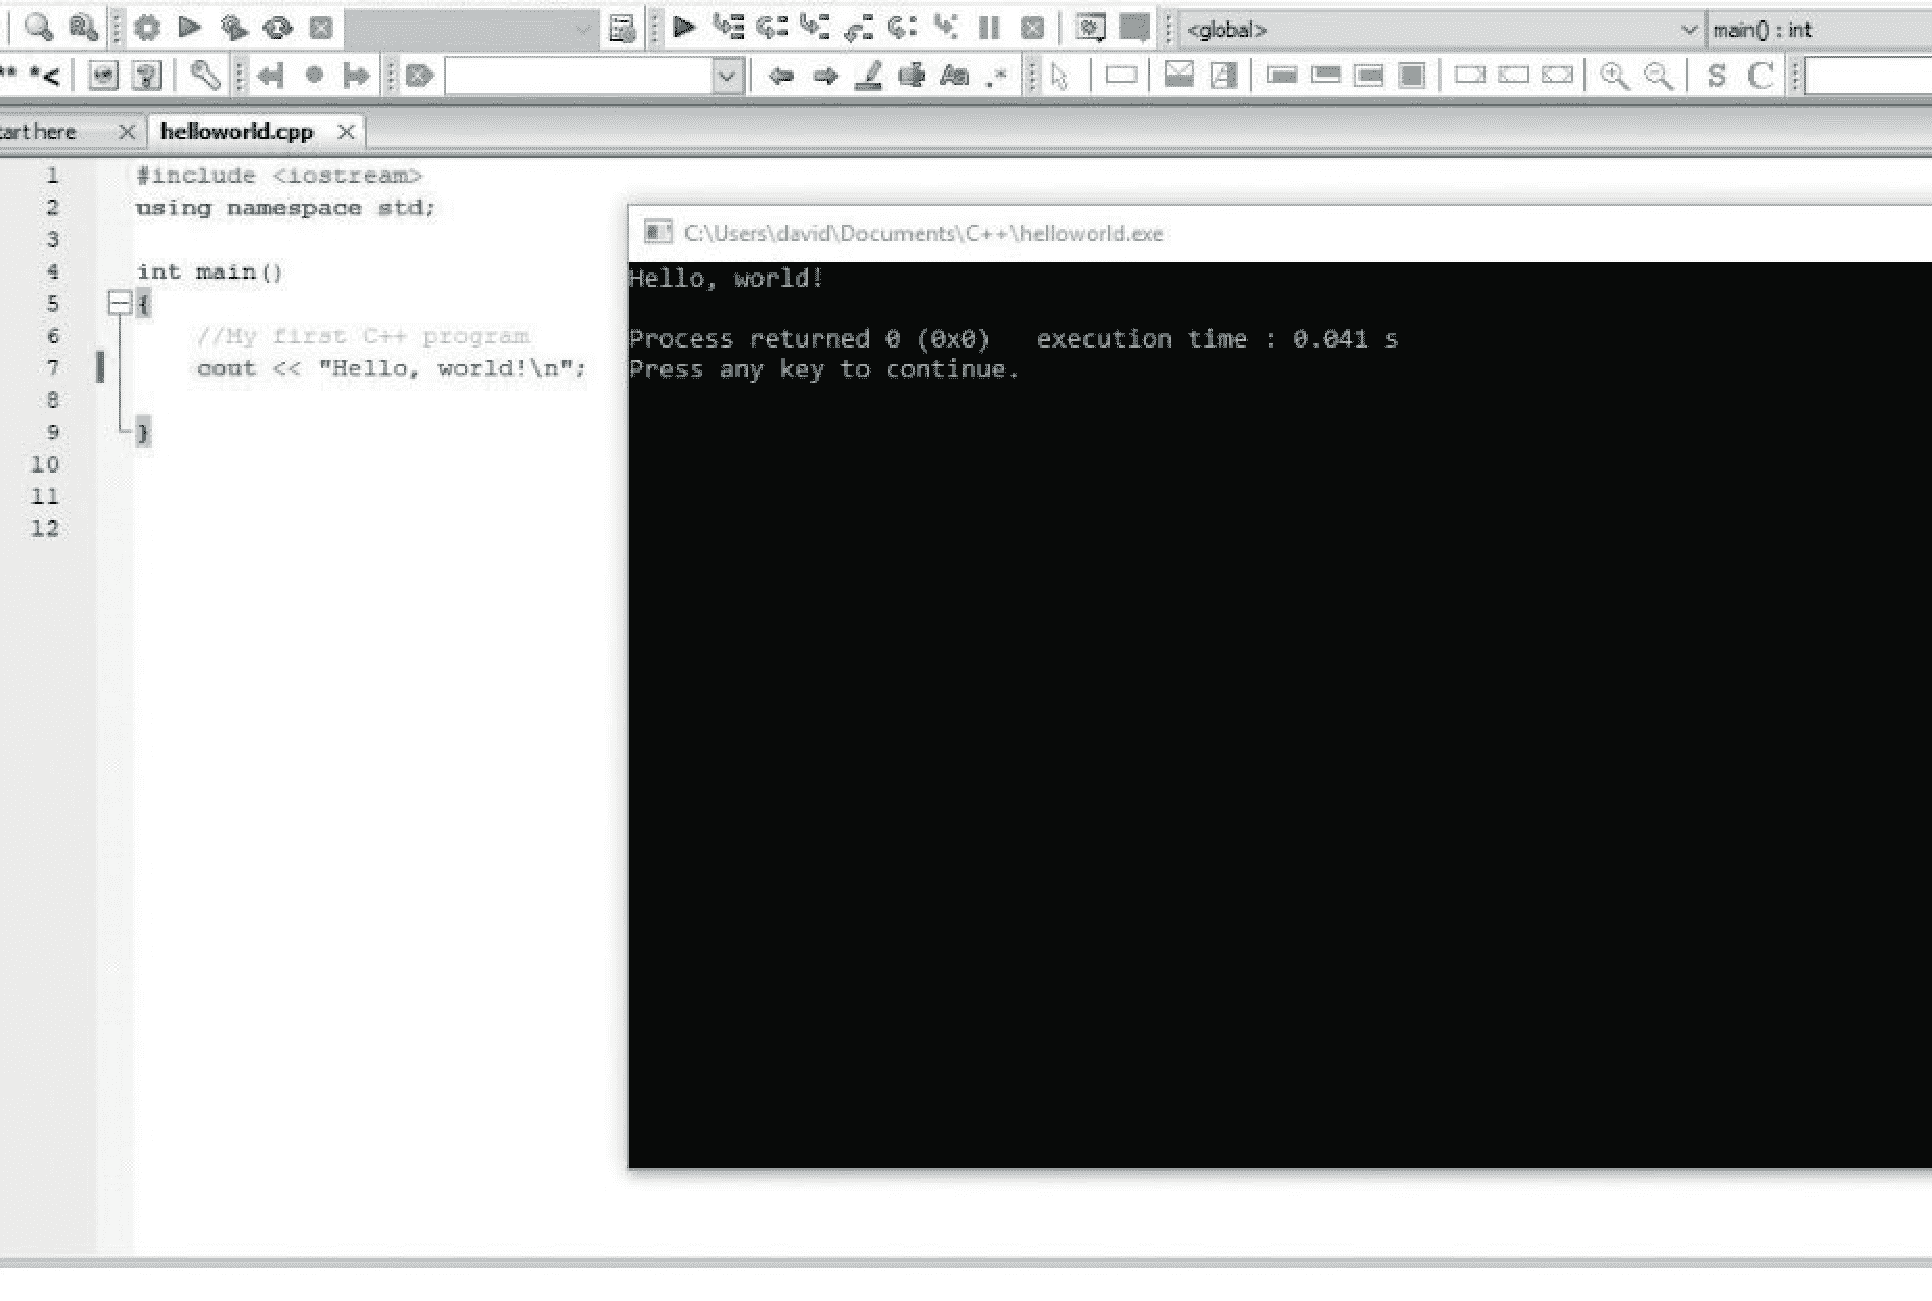 <global>
main() : int
tart here
helloworld.cpp
1 #include <iostream>
2 using namespace std;
3
4 int main()
5 {
6 //My first C++ program
7 cout << "Hello, world!\n";
8
9 }
10
11
12
C:\Users\david\Documents\C++\helloworld.exe
Hello, world!
Process returned 0 (0x0)   execution time : 0.041 s
Press any key to continue.